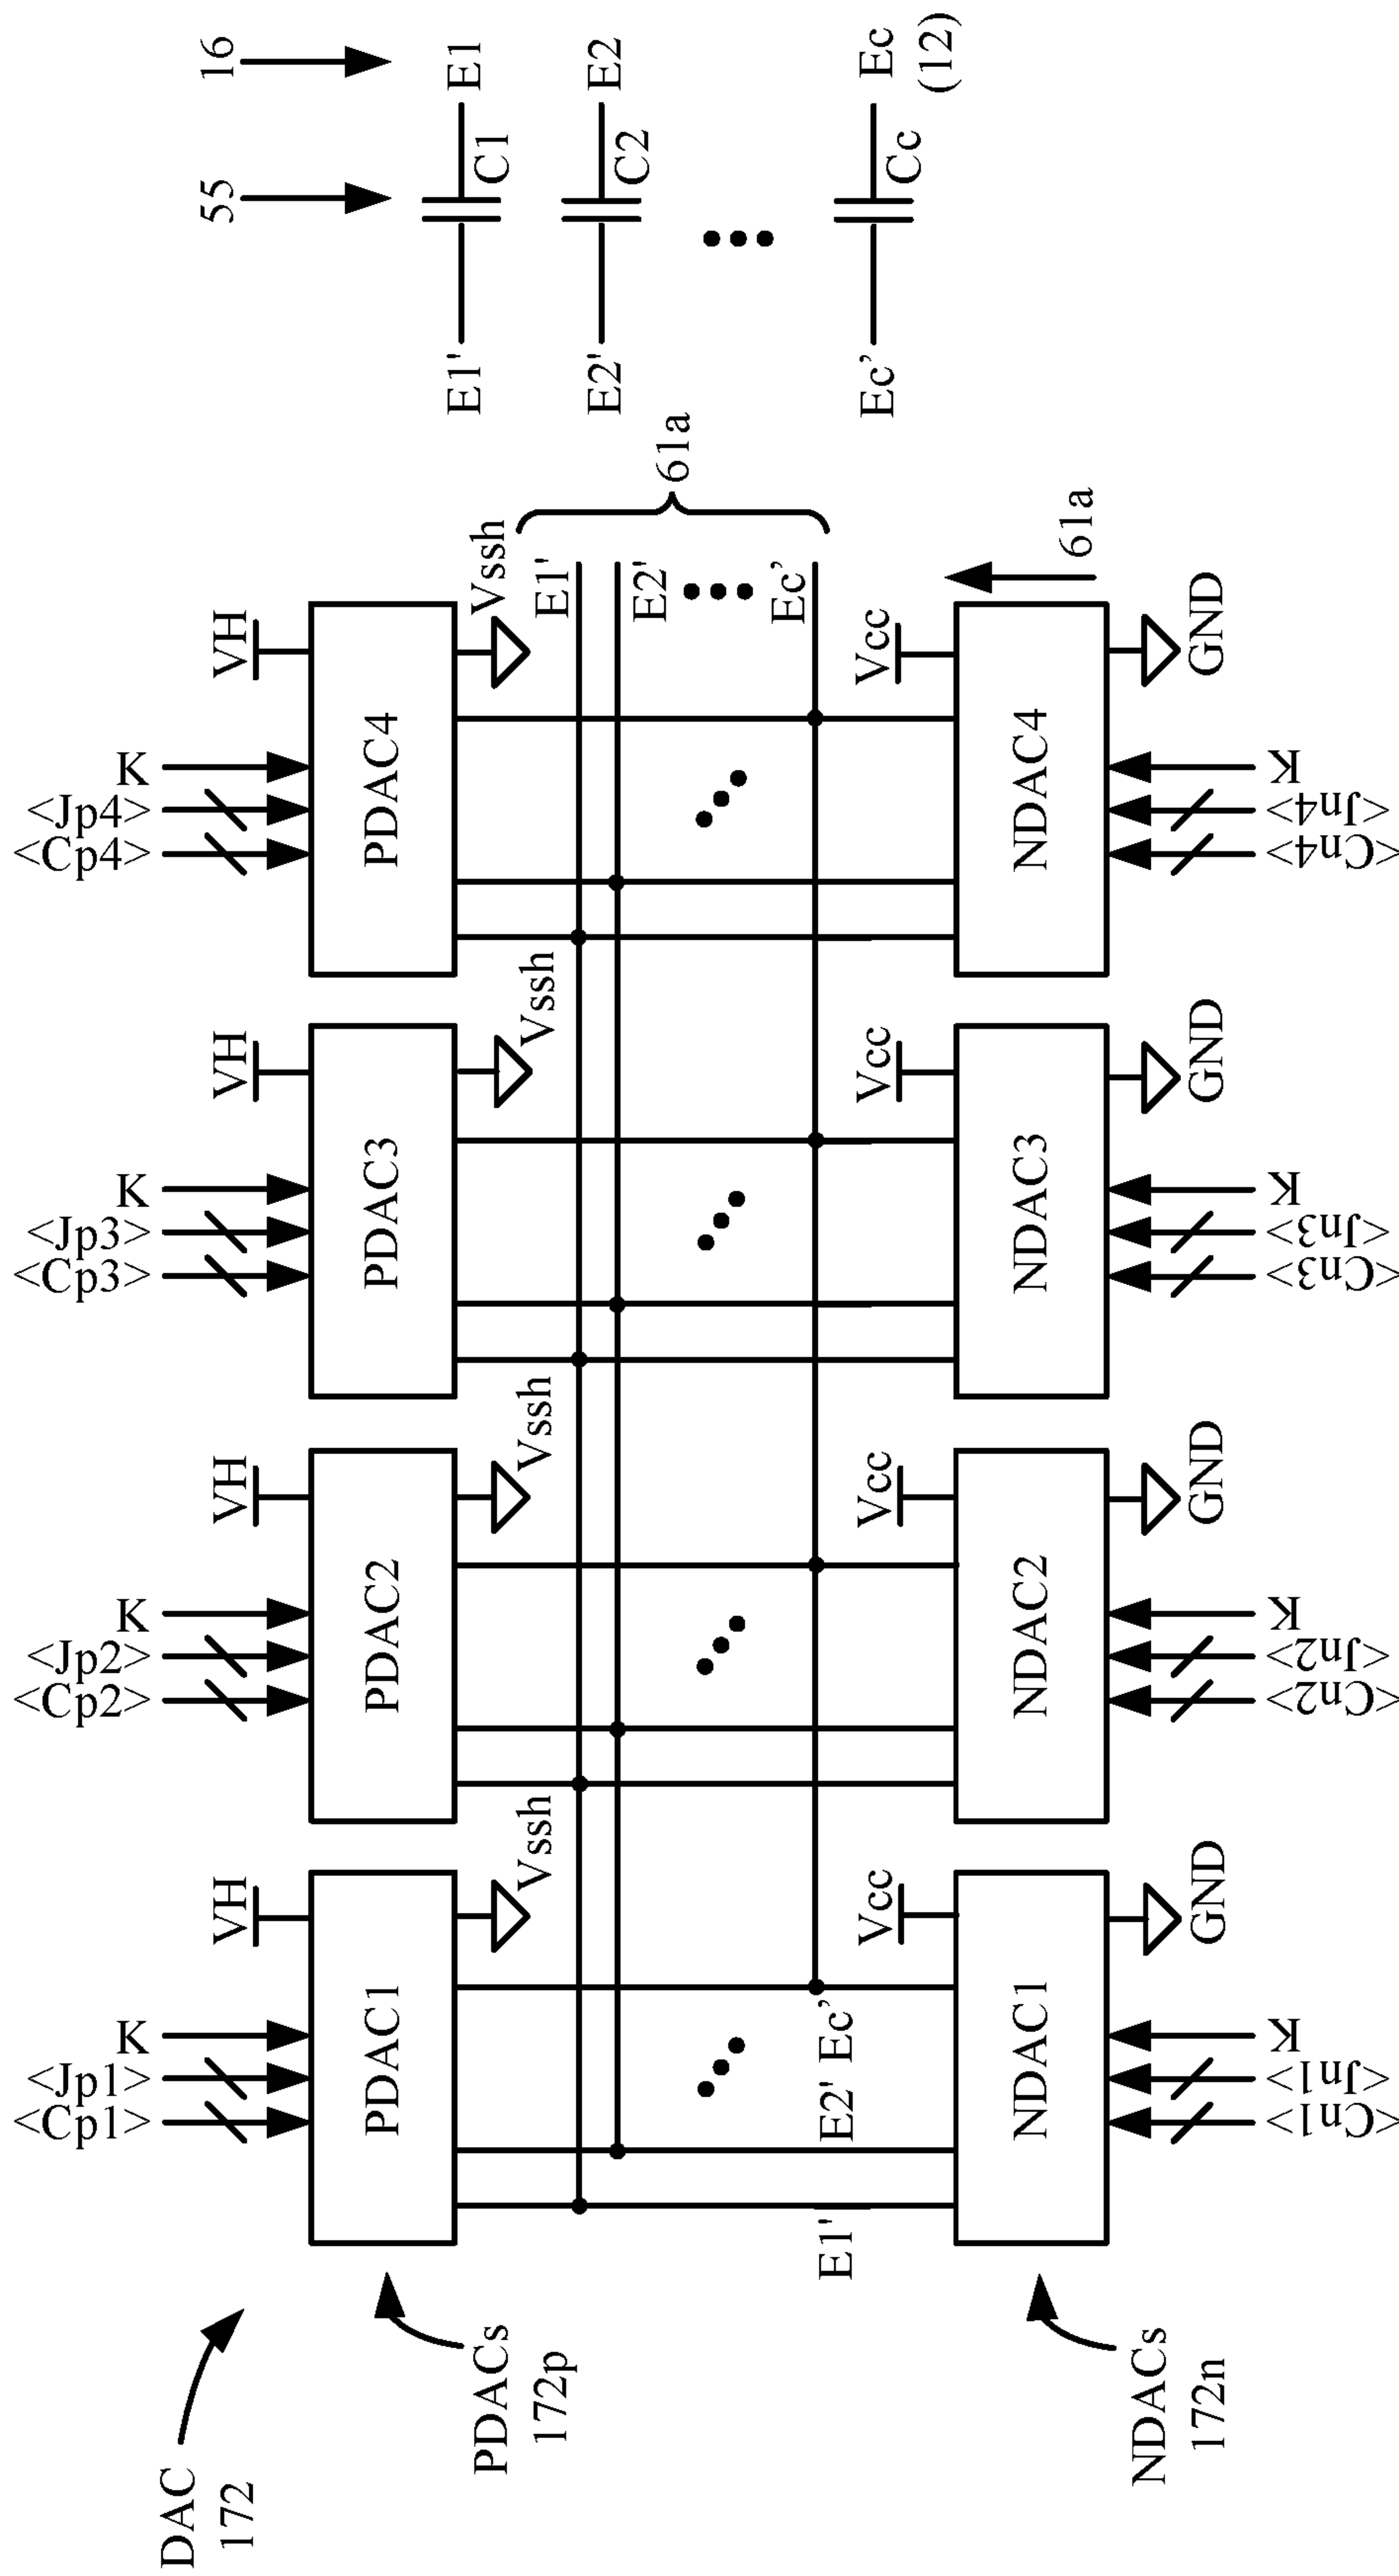 DAC
172
PDACs
172p
NDACs
172n
<Cp1>
<Jp1>
K
VH
PDAC1
Vssh
<Cp2>
<Jp2>
K
VH
PDAC2
Vssh
<Cp3>
<Jp3>
K
VH
PDAC3
Vssh
<Cp4>
<Jp4>
K
VH
PDAC4
Vssh
E1'
E2'
Ec’
61a
E1'
E2'
Ec’
Vcc
NDAC1
GND
<Cn1>
<Jn1>
K
Vcc
NDAC2
GND
<Cn2>
<Jn2>
K
Vcc
NDAC3
GND
<Cn3>
<Jn3>
K
Vcc
NDAC4
GND
<Cn4>
<Jn4>
K
61a
55
16
E1'
C1
E1
E2'
C2
E2
Ec’
Cc
Ec
(12)